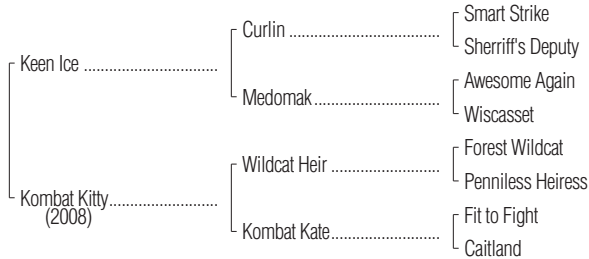 Smart Strike
Curlin ........................................
Sherriff's Deputy
Keen Ice ...................................
Awesome Again
Medomak.................................
Wiscasset
Forest Wildcat
Wildcat Heir .............................
Penniless Heiress
Kombat Kitty............................
(2008)
Fit to Fight
Kombat Kate............................
Caitland